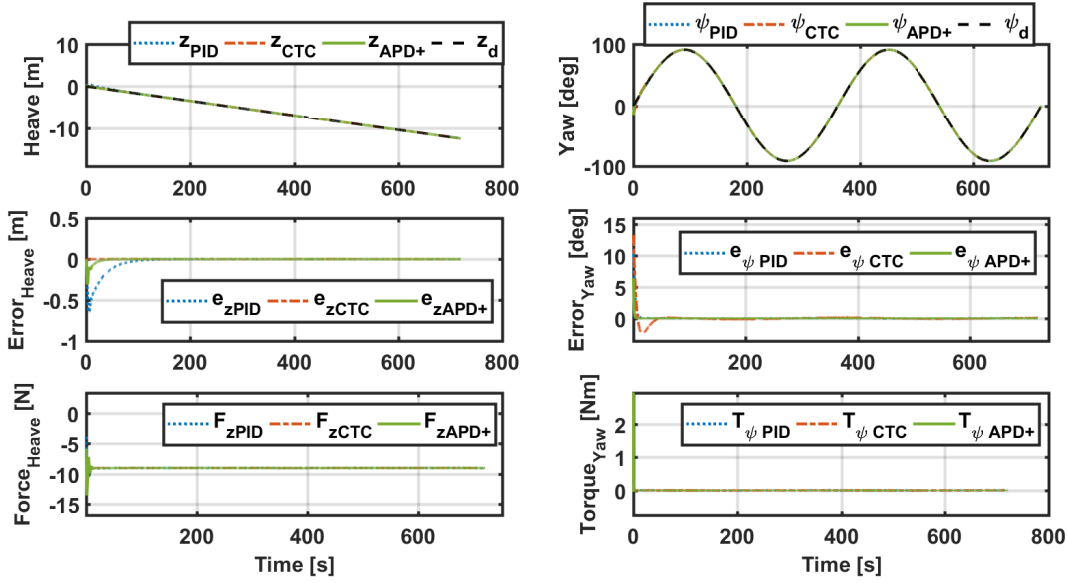 z_PID z_CTC z_APD+ z_d
Heave [m]
10
0
-10
0 200 400 600 800
ψ_PID ψ_CTC ψ_APD+ ψ_d
Yaw [deg]
100
0
-100
0 200 400 600
Error_Heave [m]
0.5
0
-0.5
-1
e_zPID e_zCTC e_zAPD+
0 200 400 600 800
Error_Yaw [deg]
15
10
5
0
e_ψ PID e_ψ CTC e_ψ APD+
0 200 400 600
Force_Heave [N]
0
-5
-10
-15
F_zPID F_zCTC F_zAPD+
200 400 600
Time [s]
Torque_Yaw [Nm]
2
1
0
T_ψ PID T_ψ CTC T_ψ APD+
0 200 400 600 800
Time [s]